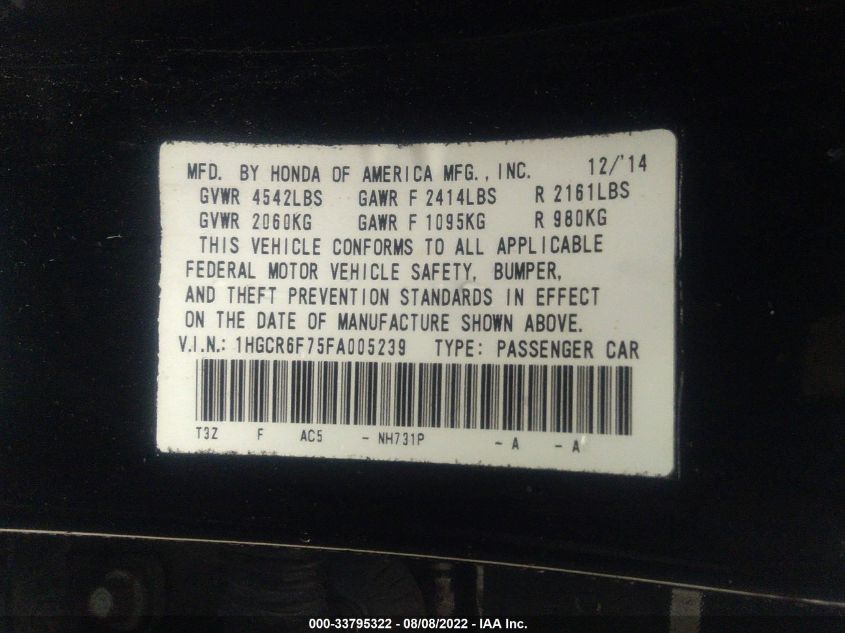 MFD. BY HONDA OF AMERICA MFG., INC. 12/'14
GVWR 4542LBS GAWR F 2414LBS R 2161LBS
GVWR 2060KG GAWR F 1095KG R 980KG
THIS VEHICLE CONFORMS TO ALL APPLICABLE
FEDERAL MOTOR VEHICLE SAFETY, BUMPER,
AND THEFT PREVENTION STANDARDS IN EFFECT
ON THE DATE OF MANUFACTURE SHOWN ABOVE.
V.I.N.: 1HGCR6F75FA005239 TYPE: PASSENGER CAR
T3Z F AC5 - NH731P - A - A
000-33795322 - 08/08/2022 - IAA Inc.